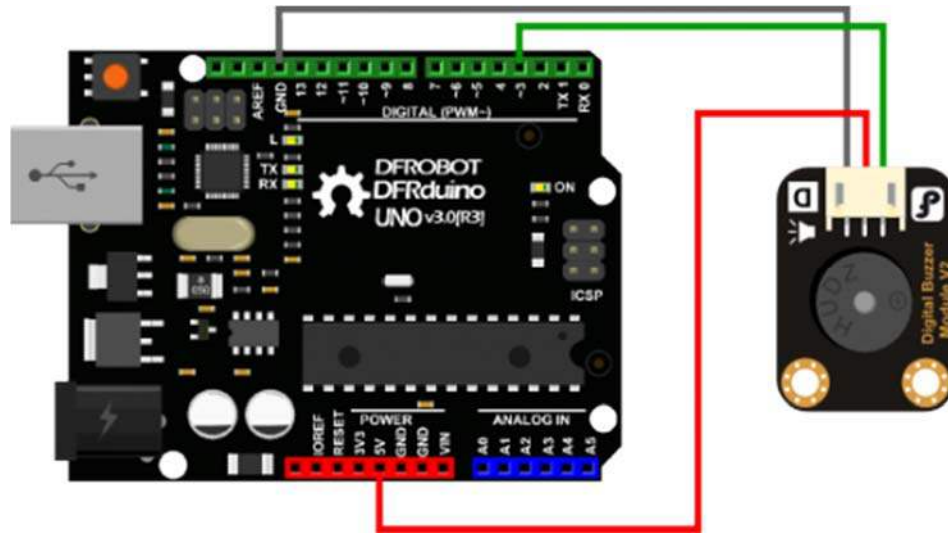 AREF
GND
13
12
~11
~10
~9
8
7
~6
~5
4
~3
2
TX 1
RX 0
DIGITAL (PWM~)
L
TX
RX
DFROBOT
DFRduino
UNO v3.0[R3]
ON
ICSP
POWER
ANALOG IN
IOREF
RESET
3V3
5V
GND
GND
VIN
A0
A1
A2
A3
A4
A5
D
HUDZ
Digital Buzzer
Module V2